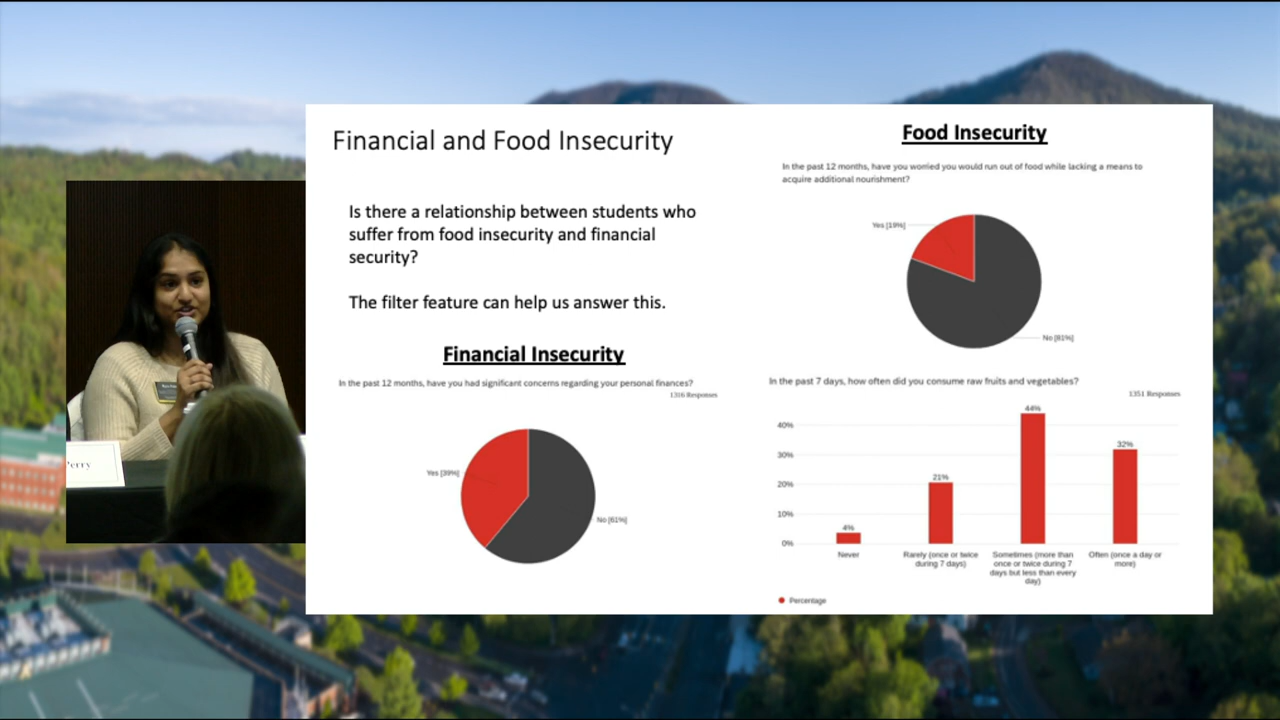 Financial and Food Insecurity
Is there a relationship between students who
suffer from food insecurity and financial
security?
The filter feature can help us answer this.
Financial Insecurity
In the past 12 months, have you had significant concerns regarding your personal finances?
1316 Responses
Yes [39%]
No [61%]
Food Insecurity
In the past 12 months, have you worried you would run out of food while lacking a means to
acquire additional nourishment?
Yes [19%]
No [81%]
In the past 7 days, how often did you consume raw fruits and vegetables?
1351 Responses
40%
30%
20%
10%
0%
4%
21%
44%
32%
Never
Rarely (once or twice
during 7 days)
Sometimes (more than
once or twice during 7
days but less than every
day)
Often (once a day or
more)
Percentage